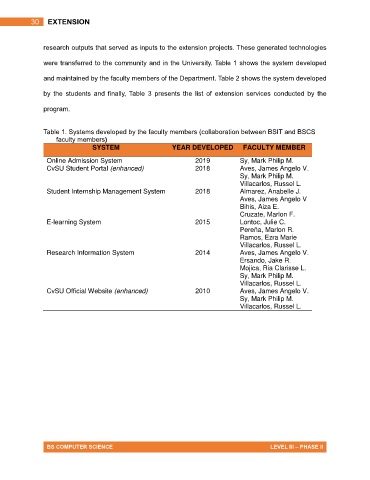 30 EXTENSION
research outputs that served as inputs to the extension projects. These generated technologies
were transferred to the community and in the University. Table 1 shows the system developed
and maintained by the faculty members of the Department. Table 2 shows the system developed
by the students and finally, Table 3 presents the list of extension services conducted by the
program.
Table 1. Systems developed by the faculty members (collaboration between BSIT and BSCS
faculty members)
SYSTEM YEAR DEVELOPED FACULTY MEMBER
Online Admission System 2019 Sy, Mark Philip M.
CvSU Student Portal (enhanced) 2018 Aves, James Angelo V.
Sy, Mark Philip M.
Villacarlos, Russel L.
Student Internship Management System 2018 Almarez, Anabelle J.
Aves, James Angelo V
Bihis, Aiza E.
Cruzate, Marlon F.
E-learning System 2015 Lontoc, Julie C.
Pereña, Marlon R.
Ramos, Ezra Marie
Villacarlos, Russel L.
Research Information System 2014 Aves, James Angelo V.
Ersando, Jake R.
Mojica, Ria Clarisse L.
Sy, Mark Philip M.
Villacarlos, Russel L.
CvSU Official Website (enhanced) 2010 Aves, James Angelo V.
Sy, Mark Philip M.
Villacarlos, Russel L.
BS COMPUTER SCIENCE LEVEL III – PHASE II